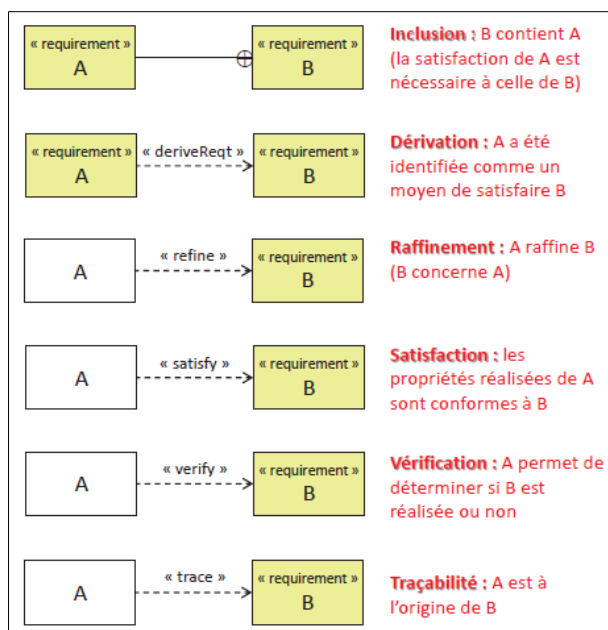 « requirement »
A
« requirement »
B
Inclusion : B contient A
(la satisfaction de A est
nécessaire à celle de B)
« requirement »
A
« deriveReqt »
« requirement »
B
Dérivation : A a été
identifiée comme un
moyen de satisfaire B
A
« refine »
« requirement »
B
Raffinement : A raffine B
(B concerne A)
A
« satisfy »
« requirement »
B
Satisfaction : les
propriétés réalisées de A
sont conformes à B
A
« verify »
« requirement »
B
Vérification : A permet de
déterminer si B est
réalisée ou non
A
« trace »
« requirement »
B
Traçabilité : A est à
l'origine de B